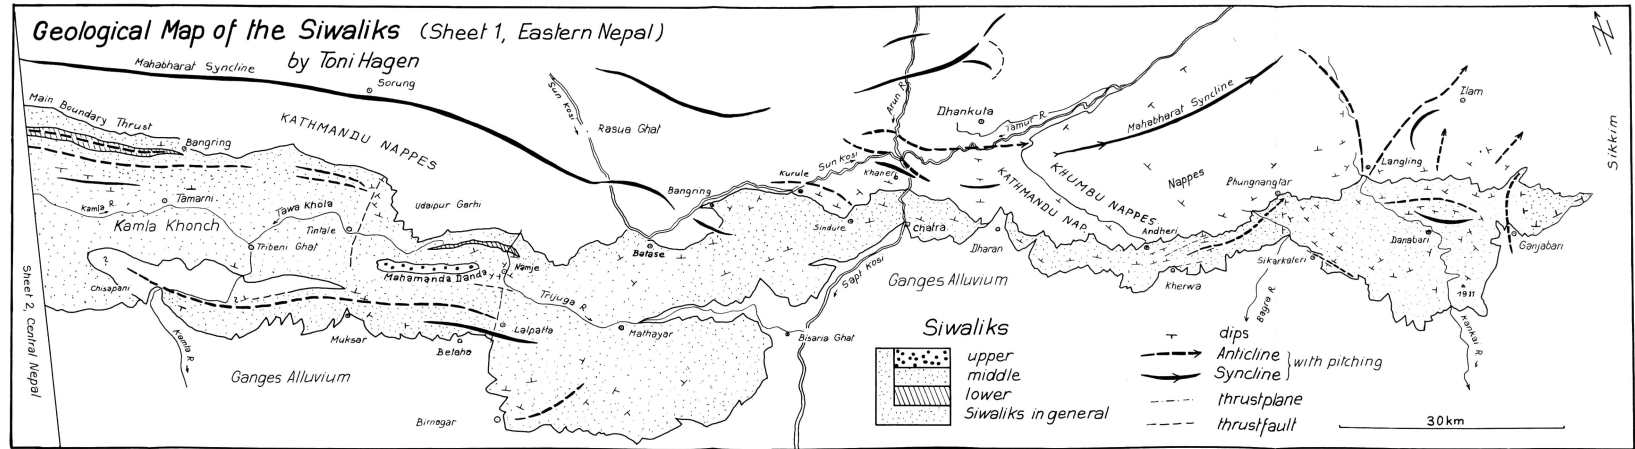 Geological Map of the Siwaliks (Sheet 1, Eastern Nepal)
by Toni Hagen
Mahabharat Syncline
Sorung
Main Boundary Thrust
Bangring
KATHMANDU NAPPES
Sun Kosi
Rasua Ghat
Arun R.
Dhankuta
Tamur R.
Mahabharat Syncline
Ilam
Sikkim
N
Kamla R.
Tamarni
Kamla Khonch
Tawa Khola
Tintale
Tribeni Ghat
Udaipur Garhi
Bangring
Kurule
Sun Kosi
Sindure
Batase
KATHMANDU NAP.
KHUMBU NAPPES
Nappes
Langling
Andheri
Chatra
Dharan
Sikarkaleri
Danabari
Ganjabari
Sheet 2, Central Nepal
?
Chisapani
Mahamanda Danda
Namje
Trijuga R.
Sapt Kosi
Ganges Alluvium
Kherwa
Bagra R.
1911
Kankai R.
?
Kamla R.
Muksar
Belaha
Lalpatta
Mathayar
Bisaria Ghat
Ganges Alluvium
Birnagar
Siwaliks
upper
middle
lower
Siwaliks in general
dips
Anticline
Syncline
with pitching
thrustplane
thrustfault
30 km